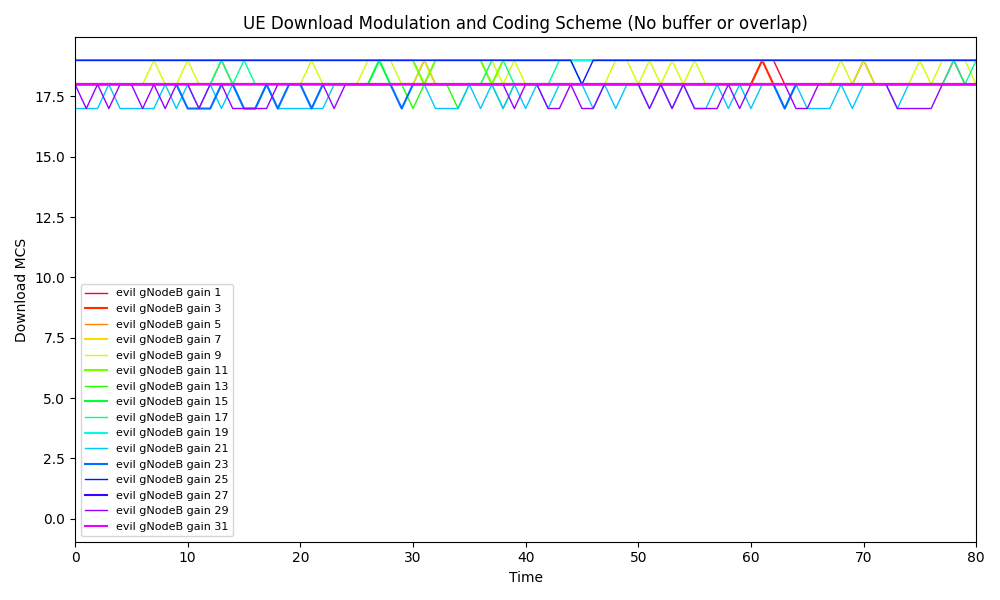 UE Download Modulation and Coding Scheme (No buffer or overlap)
17.5
15.0
12.5
10.0
7.5
5.0
2.5
0.0
Download MCS
evil gNodeB gain 1
evil gNodeB gain 3
evil gNodeB gain 5
evil gNodeB gain 7
evil gNodeB gain 9
evil gNodeB gain 11
evil gNodeB gain 13
evil gNodeB gain 15
evil gNodeB gain 17
evil gNodeB gain 19
evil gNodeB gain 21
evil gNodeB gain 23
evil gNodeB gain 25
evil gNodeB gain 27
evil gNodeB gain 29
evil gNodeB gain 31
0 10 20 30 40 50 60 70 80
Time